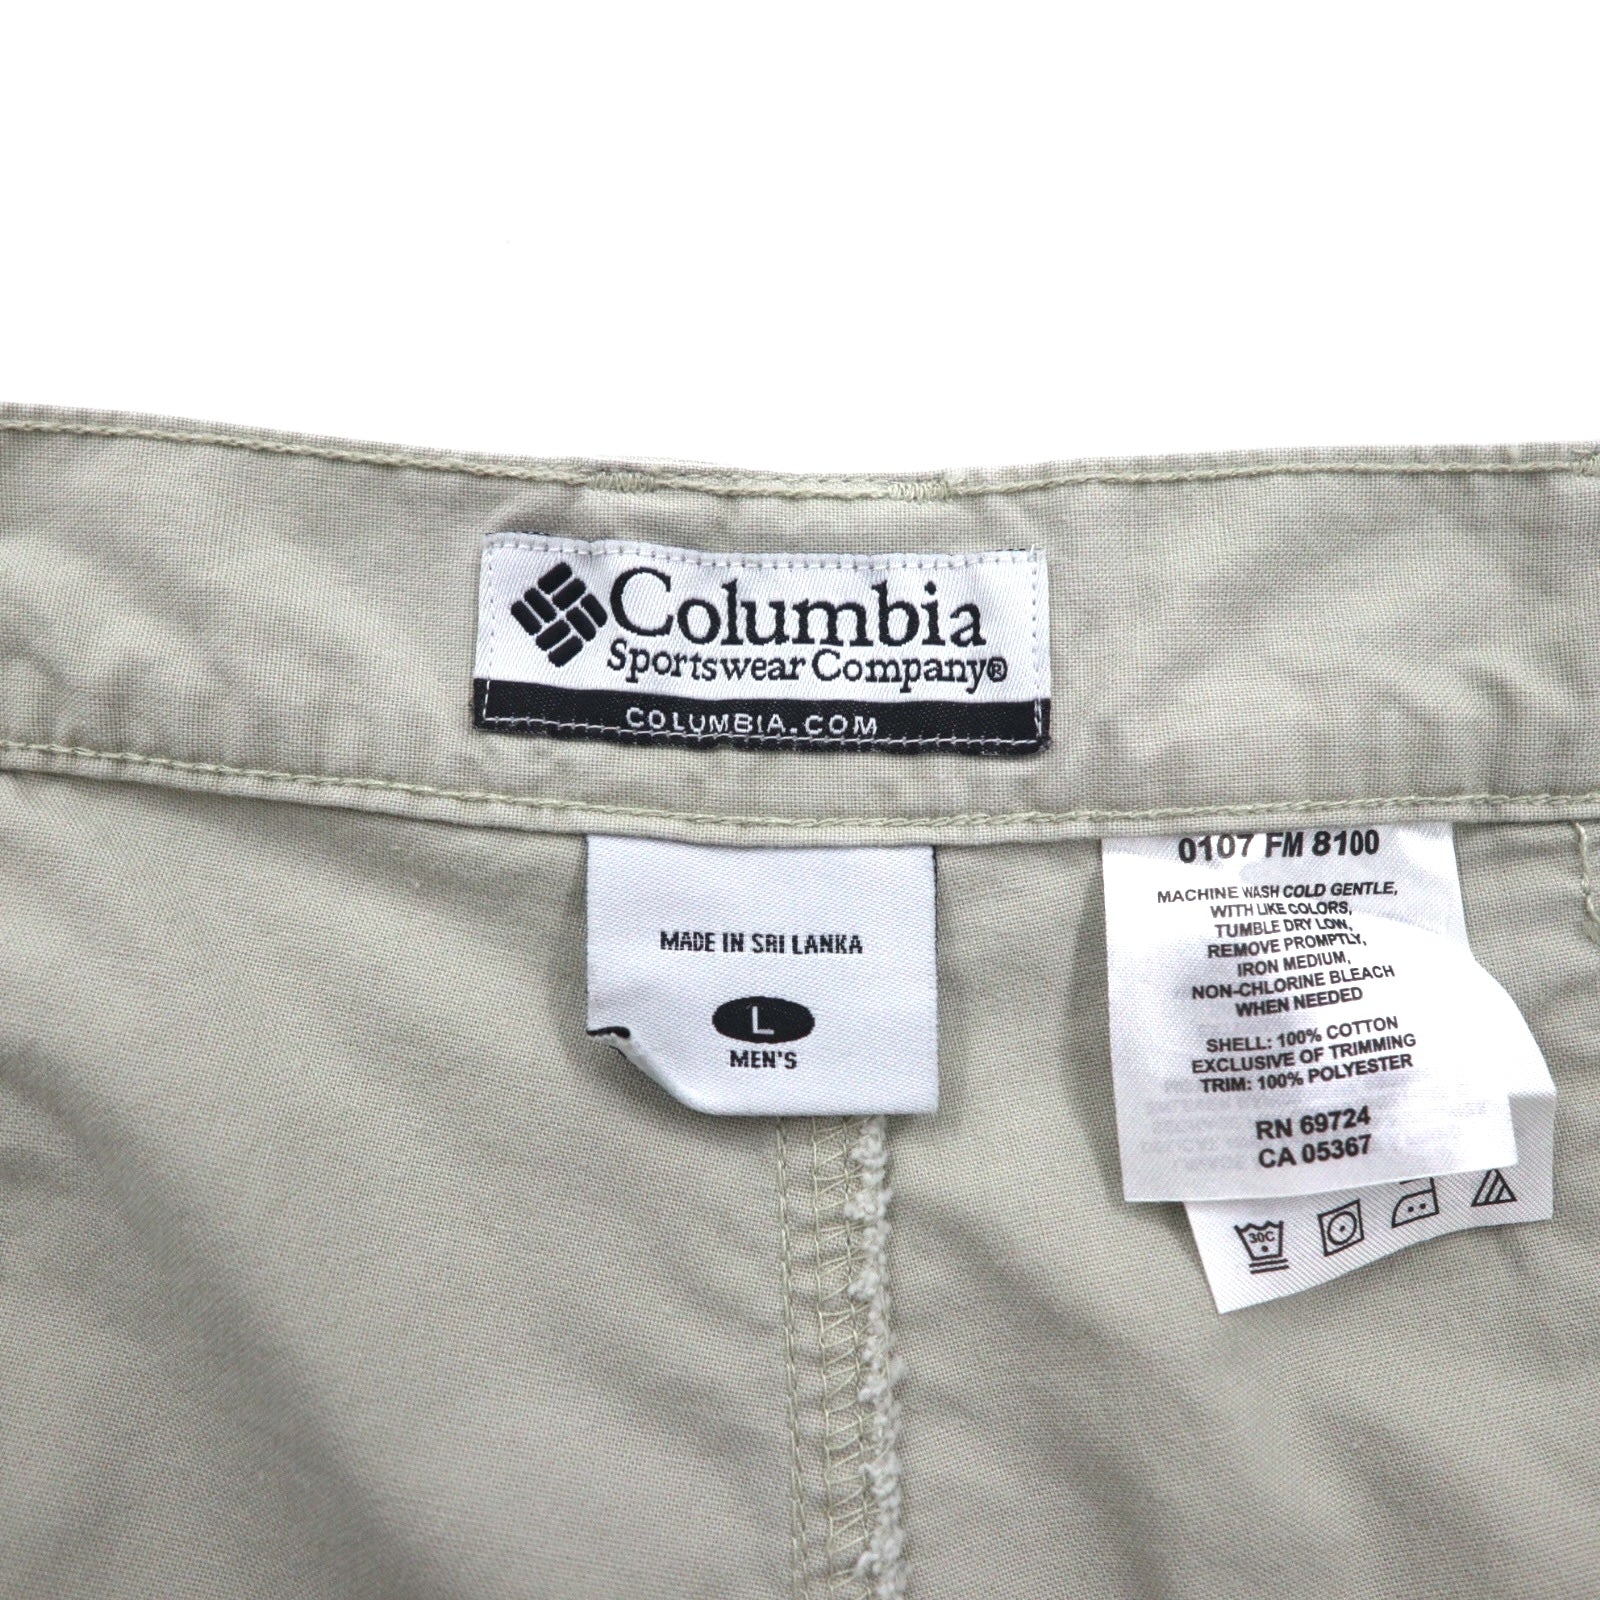 Columbia
Sportswear Company®
COLUMBIA.COM
MADE IN SRI LANKA
L
MEN'S
0107 FM 8100
MACHINE WASH COLD GENTLE,
WITH LIKE COLORS,
TUMBLE DRY LOW,
REMOVE PROMPTLY,
IRON MEDIUM,
NON-CHLORINE BLEACH
WHEN NEEDED
SHELL: 100% COTTON
EXCLUSIVE OF TRIMMING
TRIM: 100% POLYESTER
RN 69724
CA 05367
30C